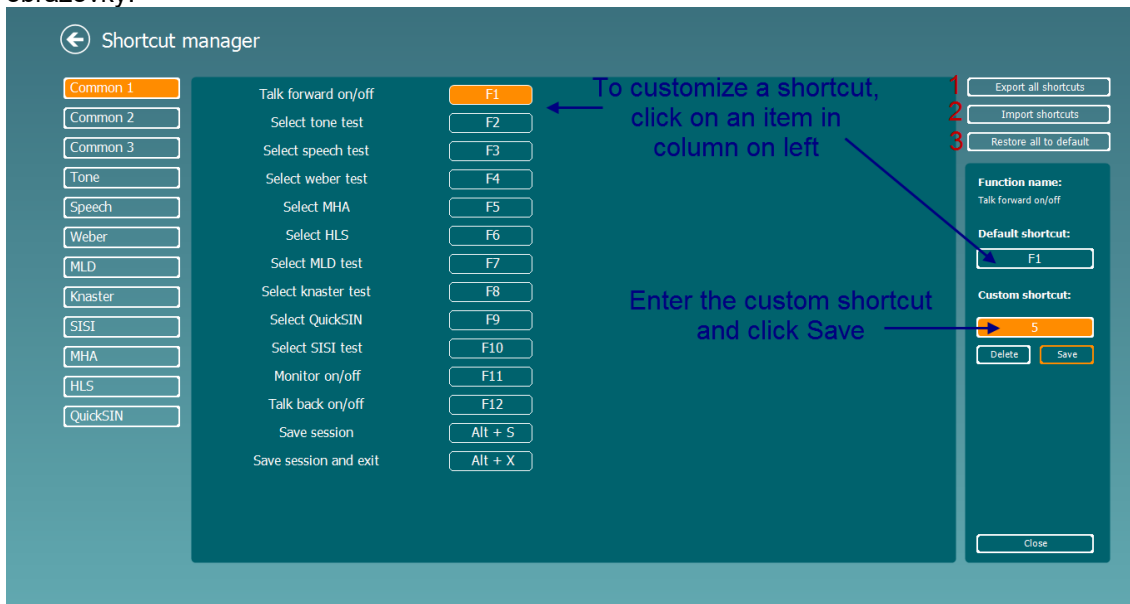 Shortcut manager
Common 1
Common 2
Common 3
Tone
Speech
Weber
MLD
Knaster
SISI
MHA
HLS
QuickSIN
Talk forward on/off F1
Select tone test F2
Select speech test F3
Select weber test F4
Select MHA F5
Select HLS F6
Select MLD test F7
Select knaster test F8
Select QuickSIN F9
Select SISI test F10
Monitor on/off F11
Talk back on/off F12
Save session Alt + S
Save session and exit Alt + X
To customize a shortcut,
click on an item in
column on left
Enter the custom shortcut
and click Save
1 Export all shortcuts
2 Import shortcuts
3 Restore all to default
Function name:
Talk forward on/off
Default shortcut:
F1
Custom shortcut:
5
Delete Save
Close